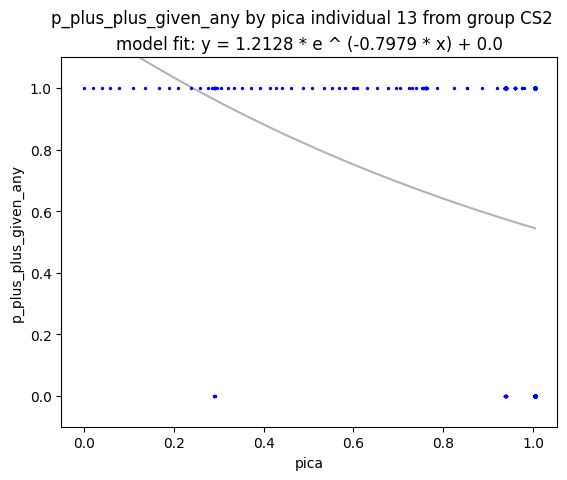 p_plus_plus_given_any by pica individual 13 from group CS2
model fit: y = 1.2128 * e ^ (-0.7979 * x) + 0.0
1.0
0.8
0.6
0.4
0.2
0.0
p_plus_plus_given_any
0.0 0.2 0.4 0.6 0.8 1.0
pica